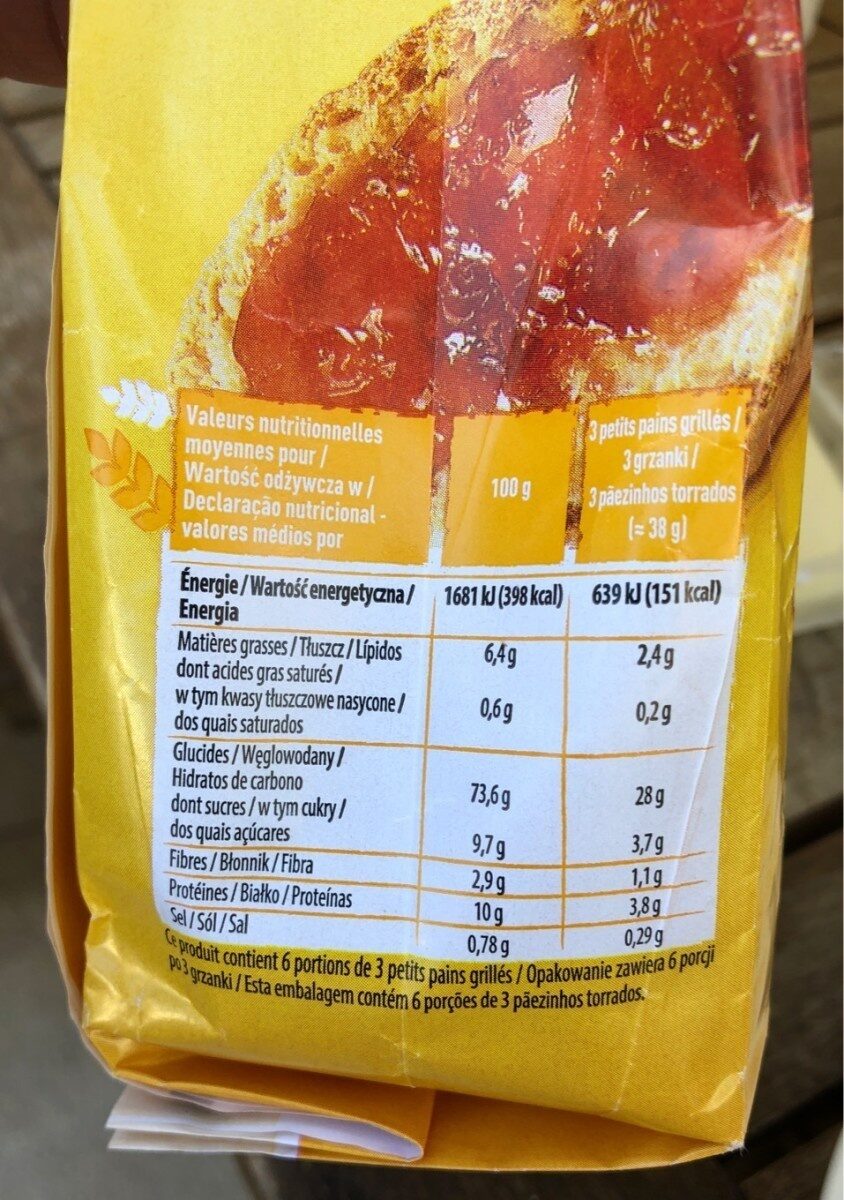 Valeurs nutritionnelles
moyennes pour /
Wartość odżywcza w /
Declaração nutricional -
valores médios por
100 g
3 petits pains grillés /
3 grzanki /
3 pãezinhos torrados
(≈ 38 g)
Énergie / Wartość energetyczna /
Energia
1681 kJ (398 kcal)
639 kJ (151 kcal)
Matières grasses / Tłuszcz / Lípidos
6,4 g
2,4 g
dont acides gras saturés /
w tym kwasy tłuszczowe nasycone /
dos quais saturados
0,6 g
0,2 g
Glucides / Węglowodany /
Hidratos de carbono
73,6 g
28 g
dont sucres / w tym cukry /
dos quais açúcares
9,7 g
3,7 g
Fibres / Błonnik / Fibra
2,9 g
1,1 g
Protéines / Białko / Proteínas
10 g
3,8 g
Sel / Sól / Sal
0,78 g
0,29 g
Ce produit contient 6 portions de 3 petits pains grillés / Opakowanie zawiera 6 porcji
po 3 grzanki / Esta embalagem contém 6 porções de 3 pãezinhos torrados.